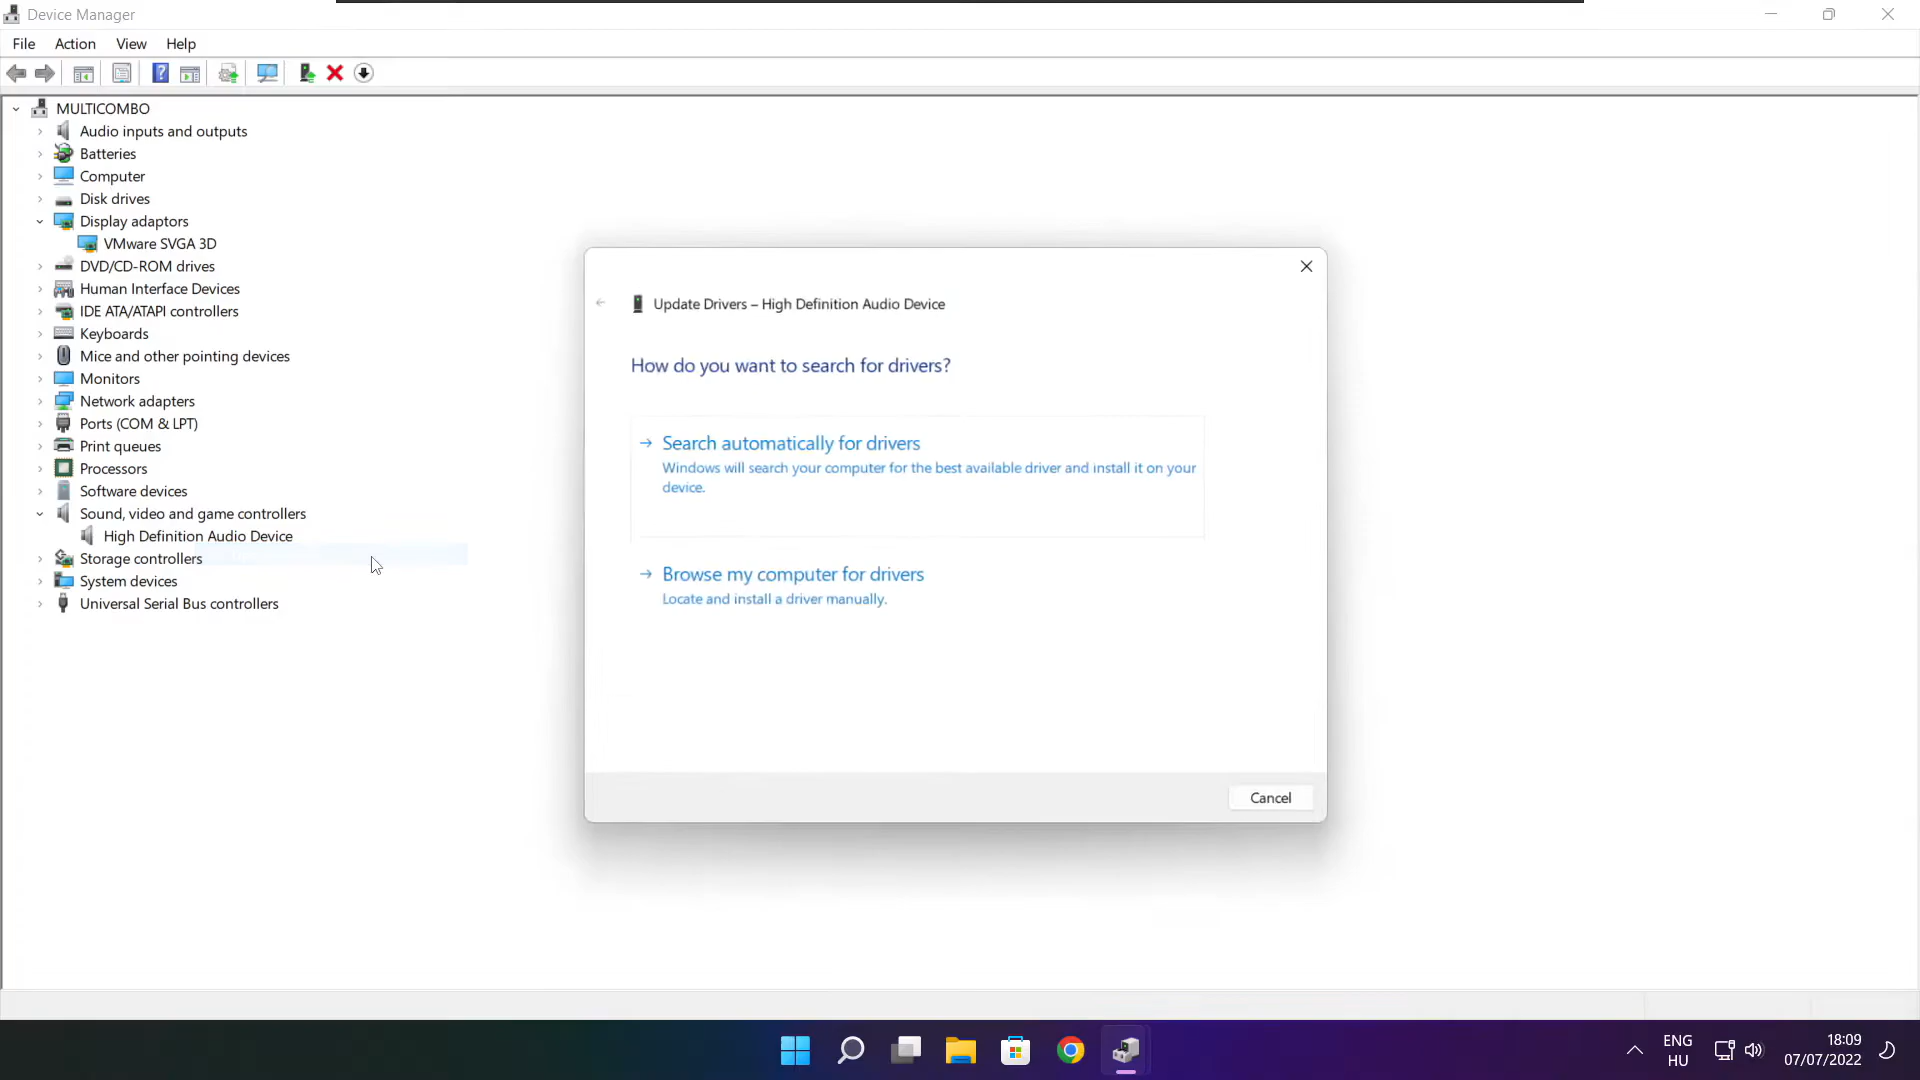 Device Manager
File Action View Help
MULTICOMBO
Audio inputs and outputs
Batteries
Computer
Disk drives
Display adaptors
VMware SVGA 3D
DVD/CD-ROM drives
Human Interface Devices
IDE ATA/ATAPI controllers
Keyboards
Mice and other pointing devices
Monitors
Network adapters
Ports (COM & LPT)
Print queues
Processors
Software devices
Sound, video and game controllers
High Definition Audio Device
Storage controllers
System devices
Universal Serial Bus controllers
Update Drivers – High Definition Audio Device
How do you want to search for drivers?
Search automatically for drivers
Windows will search your computer for the best available driver and install it on your
device.
Browse my computer for drivers
Locate and install a driver manually.
Cancel
ENG
HU
18:09
07/07/2022